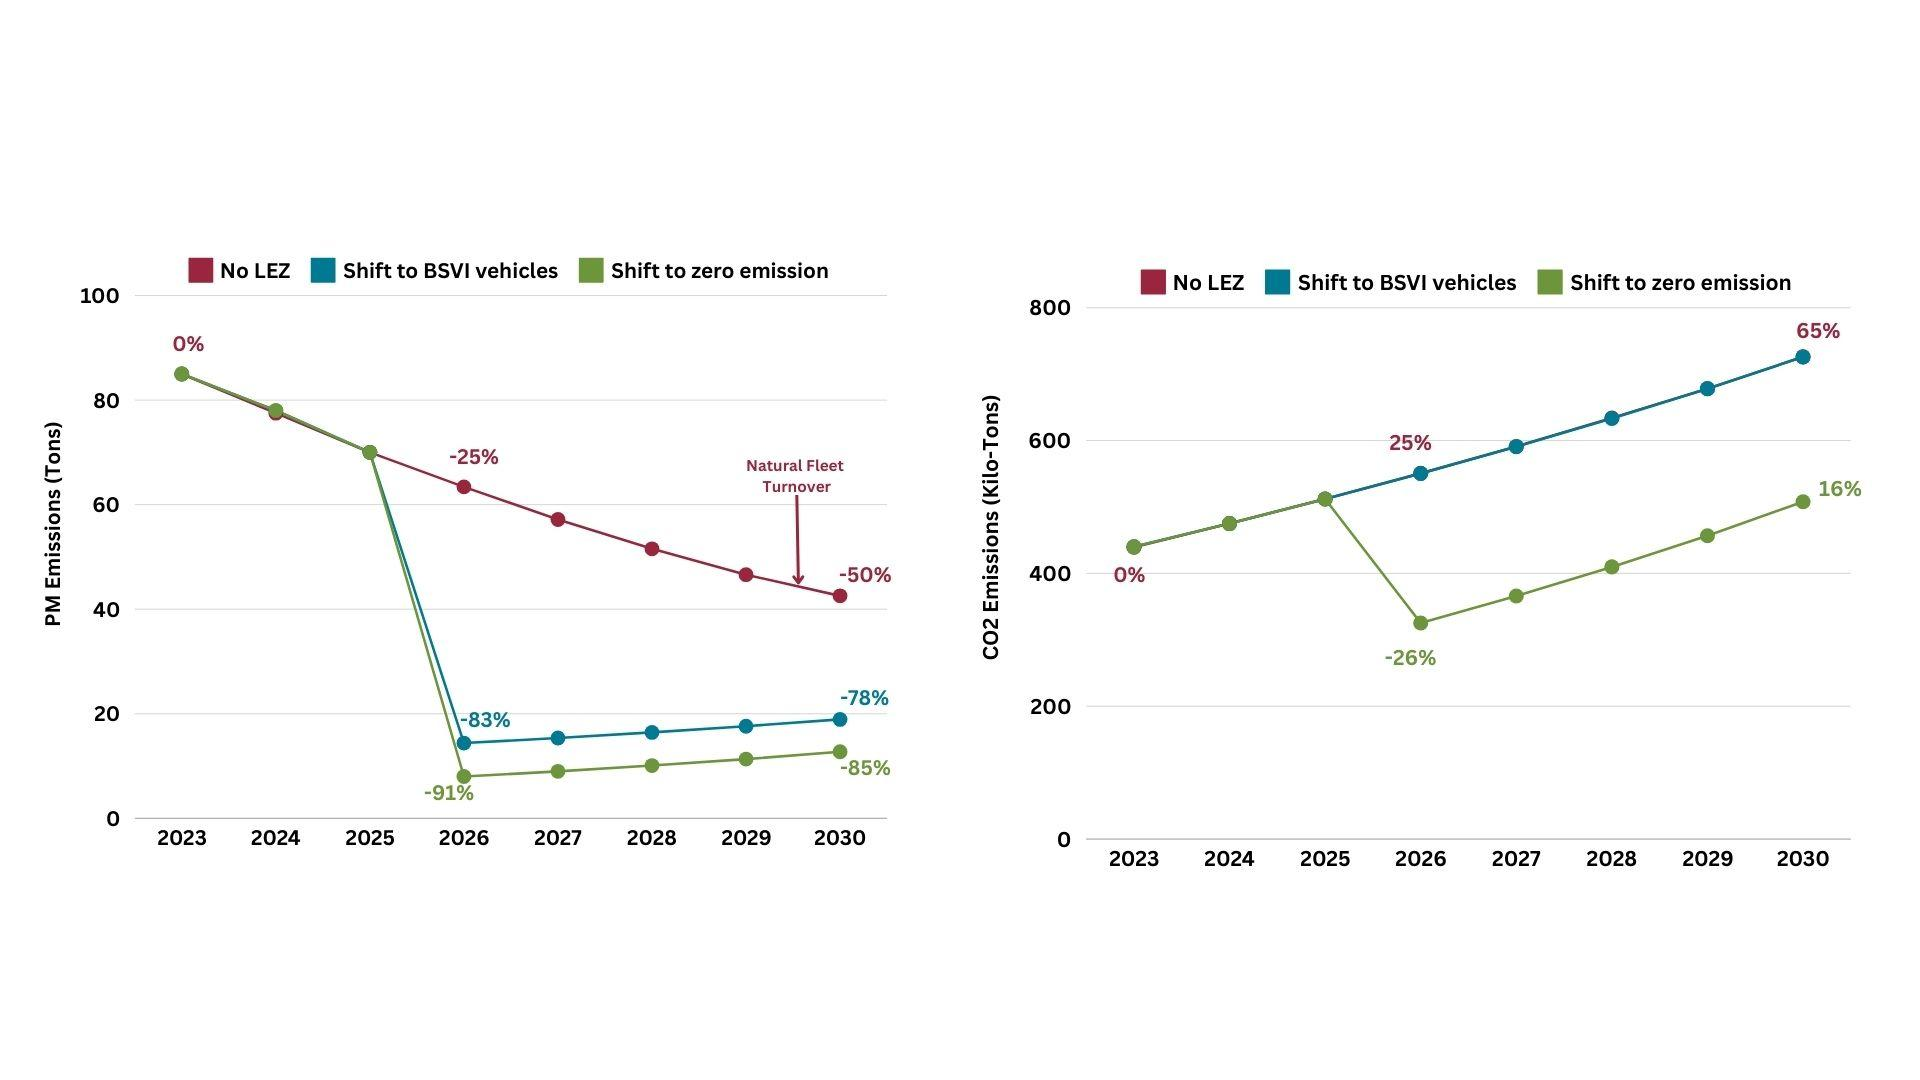 No LEZ Shift to BSVI vehicles Shift to zero emission
100
80
60
40
20
0
PM Emissions (Tons)
0%
-25%
Natural Fleet
Turnover
-50%
-83%
-78%
-91%
-85%
2023 2024 2025 2026 2027 2028 2029 2030
No LEZ Shift to BSVI vehicles Shift to zero emission
800
600
400
200
0
CO2 Emissions (Kilo-Tons)
65%
25%
16%
0%
-26%
2023 2024 2025 2026 2027 2028 2029 2030